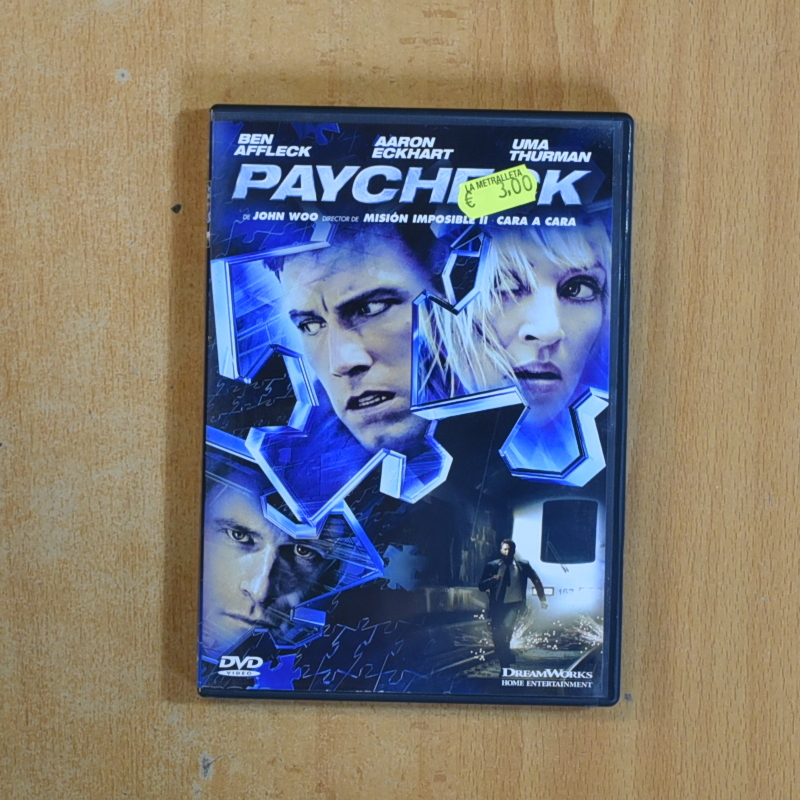 BEN AARON UMA
AFFLECK ECKHART THURMAN
PAYCHECK
LA METRALLETA
€ 3,00
DE JOHN WOO DIRECTOR DE MISIÓN IMPOSIBLE II CARA A CARA
DVD
VIDEO
DREAMWORKS
HOME ENTERTAINMENT